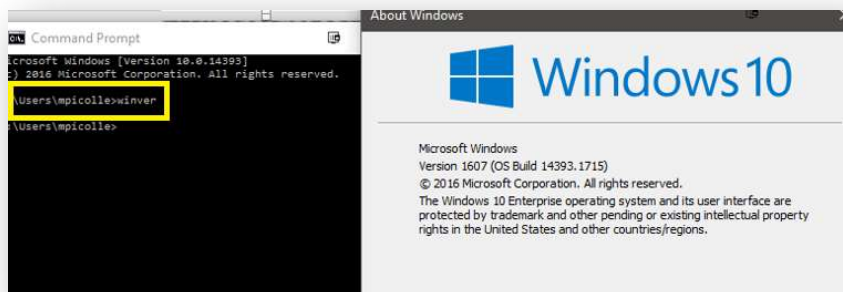 Command Prompt
icrosoft Windows [Version 10.0.14393]
c) 2016 Microsoft Corporation. All rights reserved.
:\Users\mpicolle>winver
:\Users\mpicolle>
About Windows
Windows 10
Microsoft Windows
Version 1607 (OS Build 14393.1715)
© 2016 Microsoft Corporation. All rights reserved.
The Windows 10 Enterprise operating system and its user interface are
protected by trademark and other pending or existing intellectual property
rights in the United States and other countries/regions.